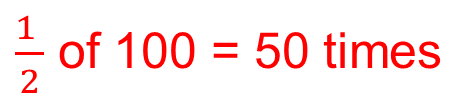 1/2 of 100 = 50 times